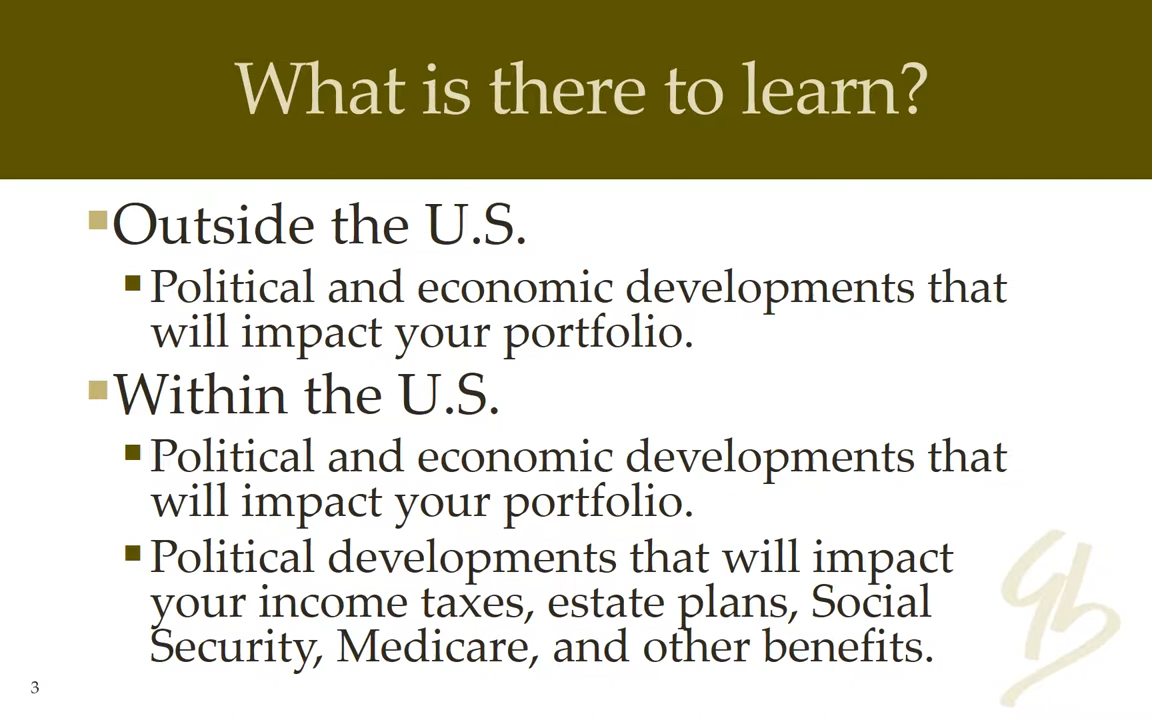 What is there to learn?
Outside the U.S.
Political and economic developments that
will impact your portfolio.
Within the U.S.
Political and economic developments that
will impact your portfolio.
Political developments that will impact
your income taxes, estate plans, Social
Security, Medicare, and other benefits.
3